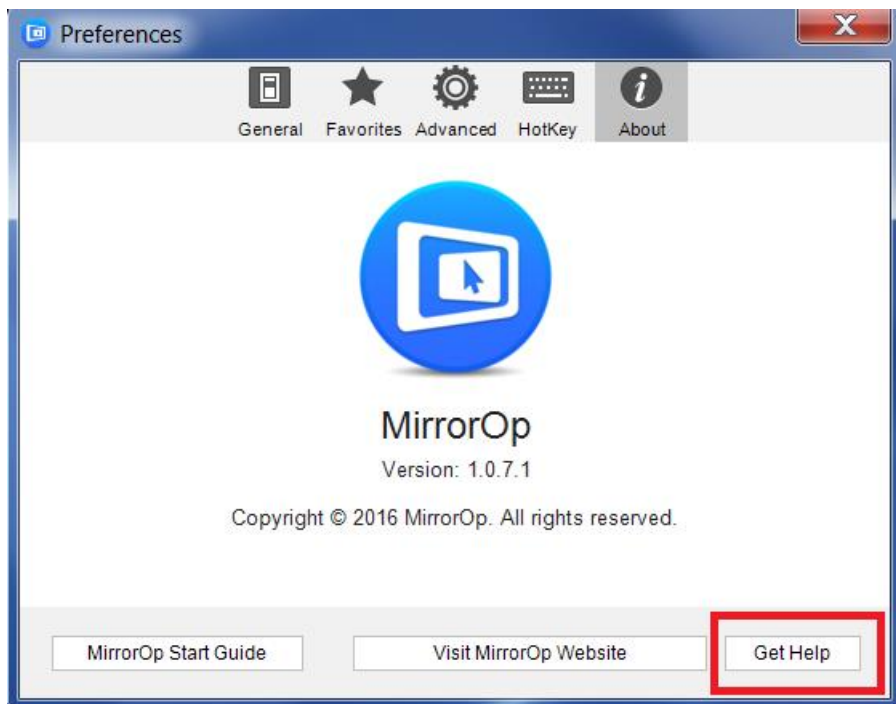 Preferences
X
General Favorites Advanced HotKey About
MirrorOp
Version: 1.0.7.1
Copyright © 2016 MirrorOp. All rights reserved.
MirrorOp Start Guide Visit MirrorOp Website Get Help